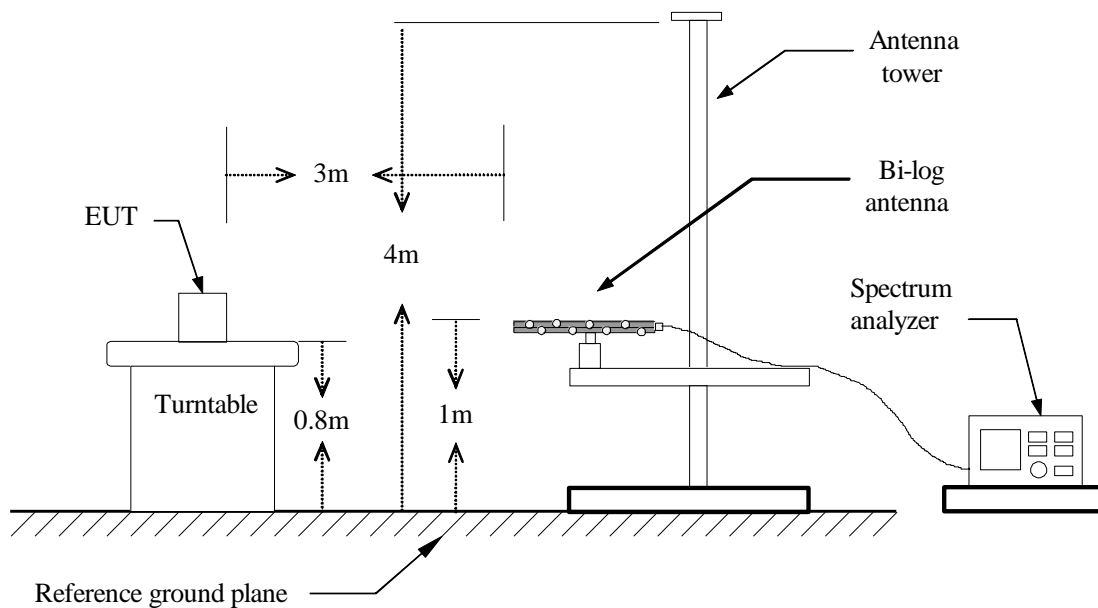 Antenna
tower
3m
Bi-log
antenna
EUT
4m
Spectrum
analyzer
Turntable
0.8m
1m
Reference ground plane